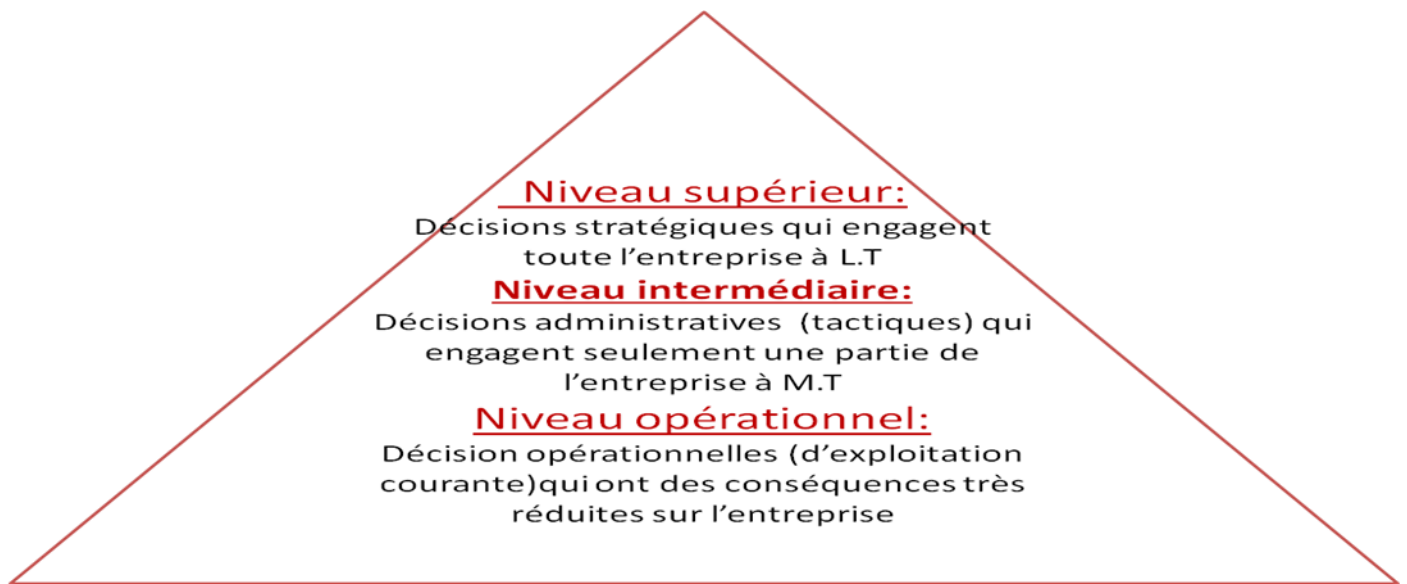 Niveau supérieur:
Décisions stratégiques qui engagent
toute l’entreprise à L.T
Niveau intermédiaire:
Décisions administratives (tactiques) qui
engagent seulement une partie de
l’entreprise à M.T
Niveau opérationnel:
Décision opérationnelles (d’exploitation
courante)qui ont des conséquences très
réduites sur l’entreprise